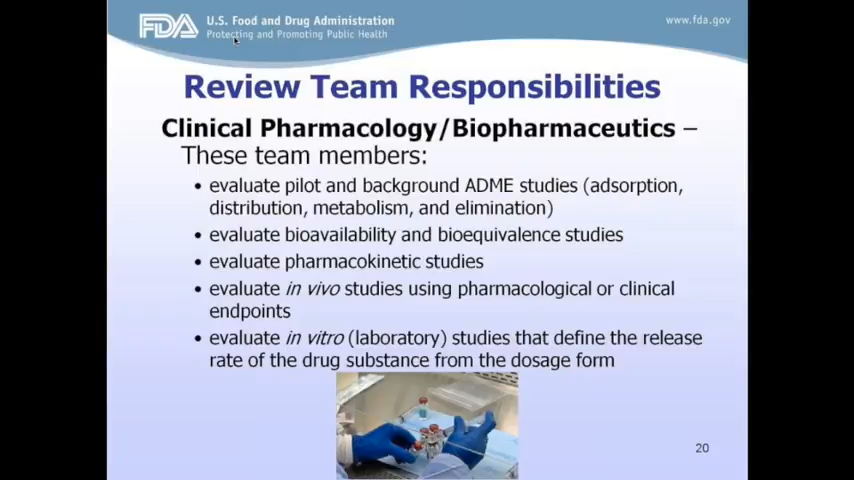 FDA
U.S. Food and Drug Administration
Protecting and Promoting Public Health
www.fda.gov
Review Team Responsibilities
Clinical Pharmacology/Biopharmaceutics –
These team members:
• evaluate pilot and background ADME studies (adsorption,
distribution, metabolism, and elimination)
• evaluate bioavailability and bioequivalence studies
• evaluate pharmacokinetic studies
• evaluate in vivo studies using pharmacological or clinical
endpoints
• evaluate in vitro (laboratory) studies that define the release
rate of the drug substance from the dosage form
20